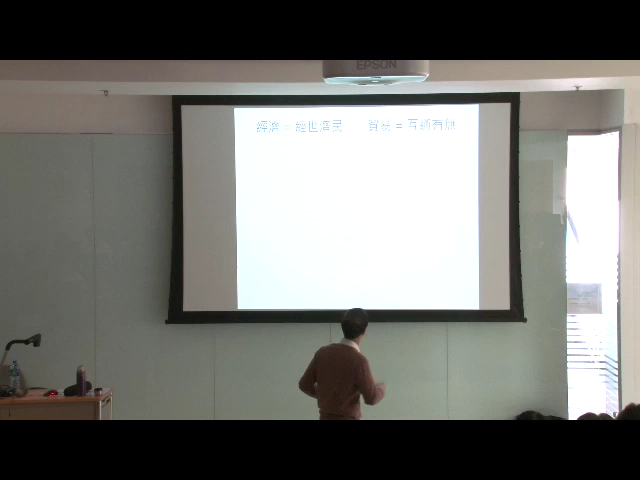 EPSON
經濟 = 經世濟民 貿易 = 互通有無